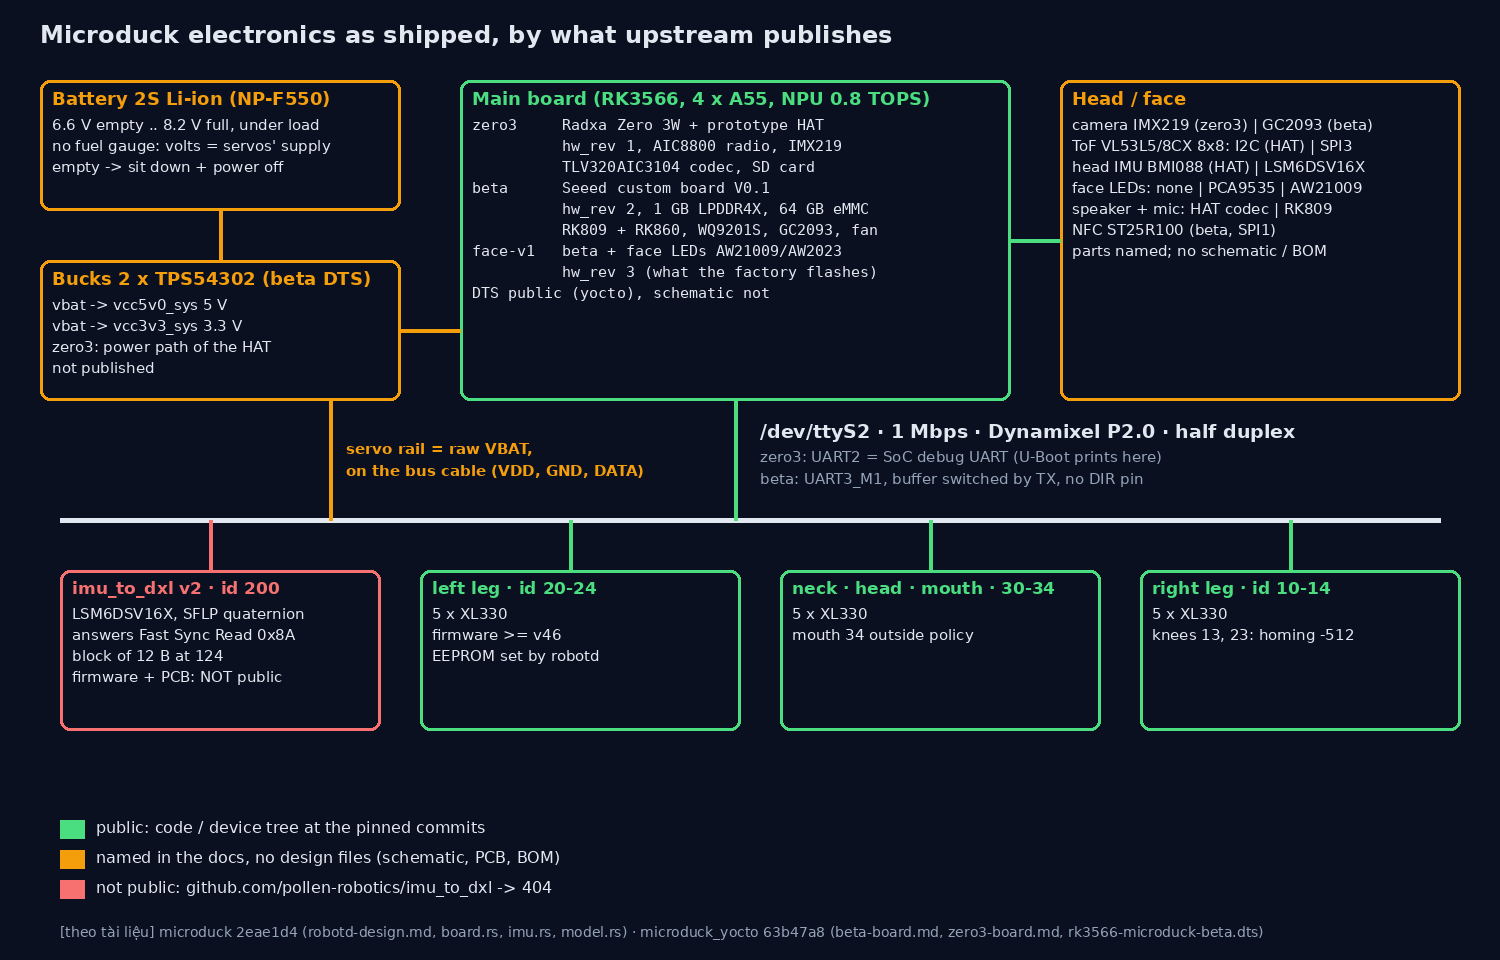 Microduck electronics as shipped, by what upstream publishes
Battery 2S Li-ion (NP-F550)
6.6 V empty .. 8.2 V full, under load
no fuel gauge: volts = servos' supply
empty -> sit down + power off
Bucks 2 x TPS54302 (beta DTS)
vbat -> vcc5v0_sys 5 V
vbat -> vcc3v3_sys 3.3 V
zero3: power path of the HAT
not published
Main board (RK3566, 4 x A55, NPU 0.8 TOPS)
zero3 Radxa Zero 3W + prototype HAT
hw_rev 1, AIC8800 radio, IMX219
TLV320AIC3104 codec, SD card
beta Seeed custom board V0.1
hw_rev 2, 1 GB LPDDR4X, 64 GB eMMC
RK809 + RK860, WQ9201S, GC2093, fan
face-v1 beta + face LEDs AW21009/AW2023
hw_rev 3 (what the factory flashes)
DTS public (yocto), schematic not
Head / face
camera IMX219 (zero3) | GC2093 (beta)
ToF VL53L5/8CX 8x8: I2C (HAT) | SPI3
head IMU BMI088 (HAT) | LSM6DSV16X
face LEDs: none | PCA9535 | AW21009
speaker + mic: HAT codec | RK809
NFC ST25R100 (beta, SPI1)
parts named; no schematic / BOM
servo rail = raw VBAT,
on the bus cable (VDD, GND, DATA)
/dev/ttyS2 · 1 Mbps · Dynamixel P2.0 · half duplex
zero3: UART2 = SoC debug UART (U-Boot prints here)
beta: UART3_M1, buffer switched by TX, no DIR pin
imu_to_dxl v2 · id 200
LSM6DSV16X, SFLP quaternion
answers Fast Sync Read 0x8A
block of 12 B at 124
firmware + PCB: NOT public
left leg · id 20-24
5 x XL330
firmware >= v46
EEPROM set by robotd
neck · head · mouth · 30-34
5 x XL330
mouth 34 outside policy
right leg · id 10-14
5 x XL330
knees 13, 23: homing -512
public: code / device tree at the pinned commits
named in the docs, no design files (schematic, PCB, BOM)
not public: github.com/pollen-robotics/imu_to_dxl -> 404
[theo tài liệu] microduck 2eae1d4 (robotd-design.md, board.rs, imu.rs, model.rs) · microduck_yocto 63b47a8 (beta-board.md, zero3-board.md, rk3566-microduck-beta.dts)